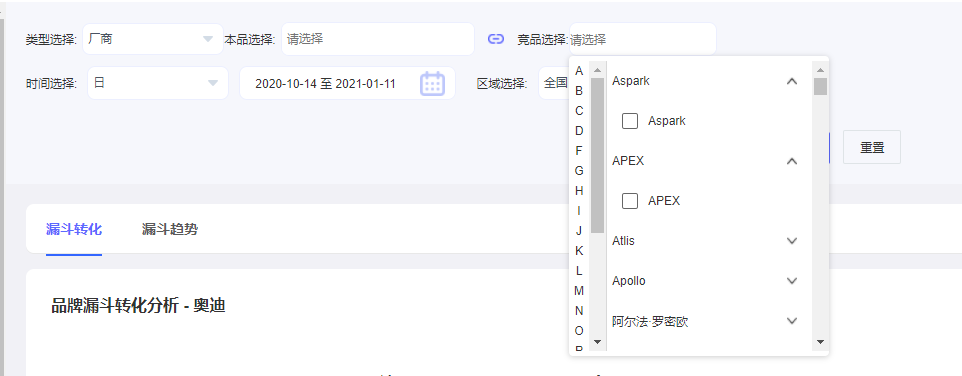 类型选择: 厂商 本品选择: 请选择 竞品选择: 请选择
时间选择: 日 2020-10-14 至 2021-01-11 区域选择: 全国
重置
漏斗转化 漏斗趋势
品牌漏斗转化分析 - 奥迪
A
B
C
D
F
G
H
I
J
K
L
M
N
O
Aspark
Aspark
APEX
APEX
Atlis
Apollo
阿尔法·罗密欧